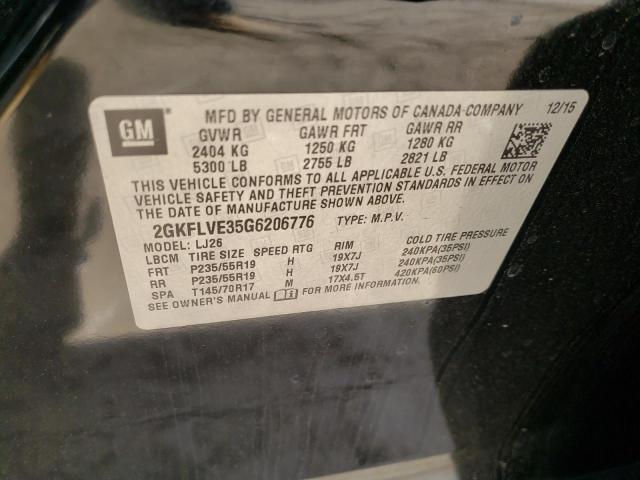 GM
MFD BY GENERAL MOTORS OF CANADA COMPANY 12/15
GVWR GAWR FRT GAWR RR
2404 KG 1250 KG 1280 KG
5300 LB 2755 LB 2821 LB
THIS VEHICLE CONFORMS TO ALL APPLICABLE U.S. FEDERAL MOTOR
VEHICLE SAFETY AND THEFT PREVENTION STANDARDS IN EFFECT ON
THE DATE OF MANUFACTURE SHOWN ABOVE.
2GKFLVE35G6206776 TYPE: M.P.V.
MODEL: LJ26
LBCM TIRE SIZE SPEED RTG RIM COLD TIRE PRESSURE
FRT P235/55R19 H 19X7J 240KPA(35PSI)
RR P235/55R19 H 19X7J 240KPA(35PSI)
SPA T145/70R17 M 17X4.5T 420KPA(60PSI)
SEE OWNER'S MANUAL FOR MORE INFORMATION.